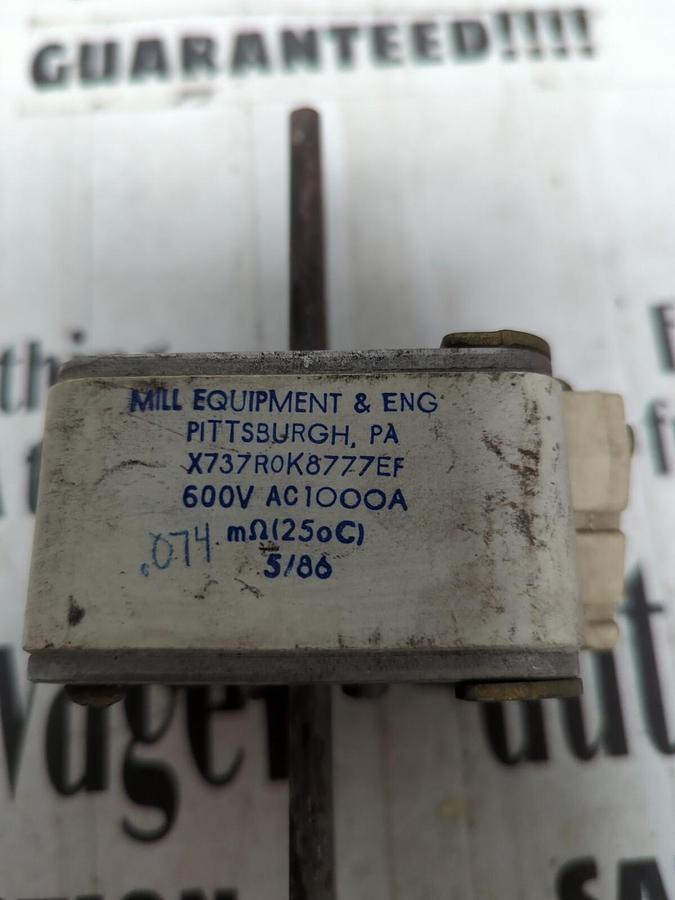 GUARANTEED!!!!
MILL EQUIPMENT & ENG
PITTSBURGH, PA
X737R0K8777EF
600V AC1000A
.074 mΩ(25oC)
5/86